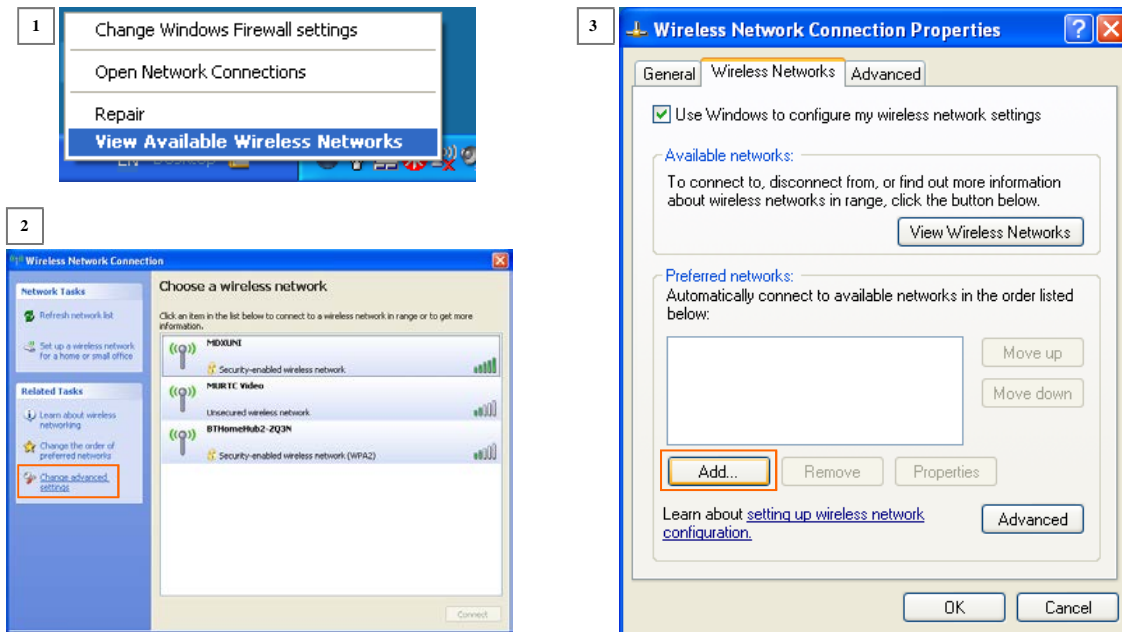 1
Change Windows Firewall settings
Open Network Connections
Repair
View Available Wireless Networks
EN
Desktop
2
Wireless Network Connection
Network Tasks
Refresh network list
Set up a wireless network
for a home or small office
Related Tasks
Learn about wireless
networking
Change the order of
preferred networks
Change advanced
settings
Choose a wireless network
Click an item in the list below to connect to a wireless network in range or to get more
information.
MDXUNI
Security-enabled wireless network
MURTC Video
Unsecured wireless network
BTHomeHub2-ZQ3N
Security-enabled wireless network (WPA2)
Connect
3
Wireless Network Connection Properties
General
Wireless Networks
Advanced
Use Windows to configure my wireless network settings
Available networks:
To connect to, disconnect from, or find out more information
about wireless networks in range, click the button below.
View Wireless Networks
Preferred networks:
Automatically connect to available networks in the order listed
below:
Move up
Move down
Add...
Remove
Properties
Learn about setting up wireless network
configuration.
Advanced
OK
Cancel